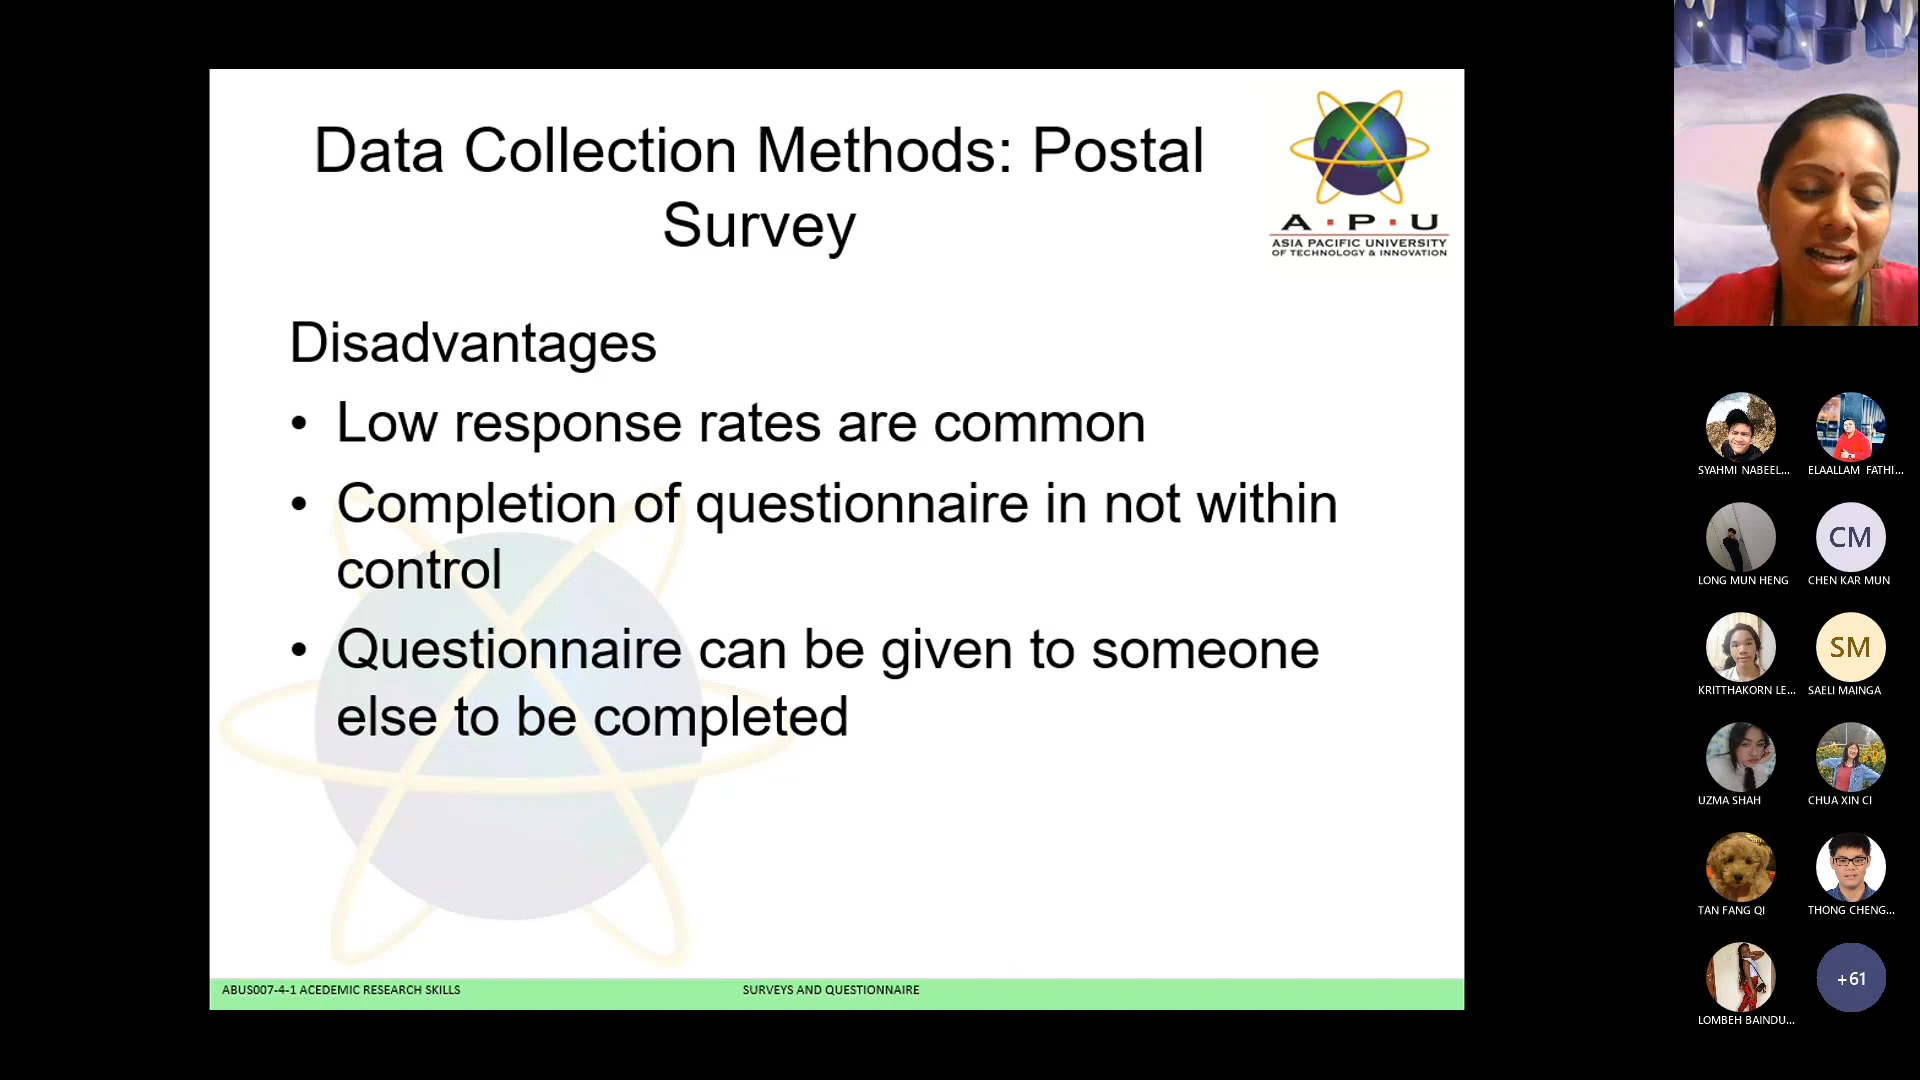 Data Collection Methods: Postal
Survey
A·P·U
ASIA PACIFIC UNIVERSITY
OF TECHNOLOGY & INNOVATION
Disadvantages
• Low response rates are common
• Completion of questionnaire in not within
control
• Questionnaire can be given to someone
else to be completed
ABUS007-4-1 ACEDEMIC RESEARCH SKILLS
SURVEYS AND QUESTIONNAIRE
SYAHMI NABEEL...
ELAALLAM FATHI...
LONG MUN HENG
CM
CHEN KAR MUN
KRITTHAKORN LE...
SM
SAELI MAINGA
UZMA SHAH
CHUA XIN CI
TAN FANG QI
THONG CHENG...
LOMBEH BAINDU...
+61